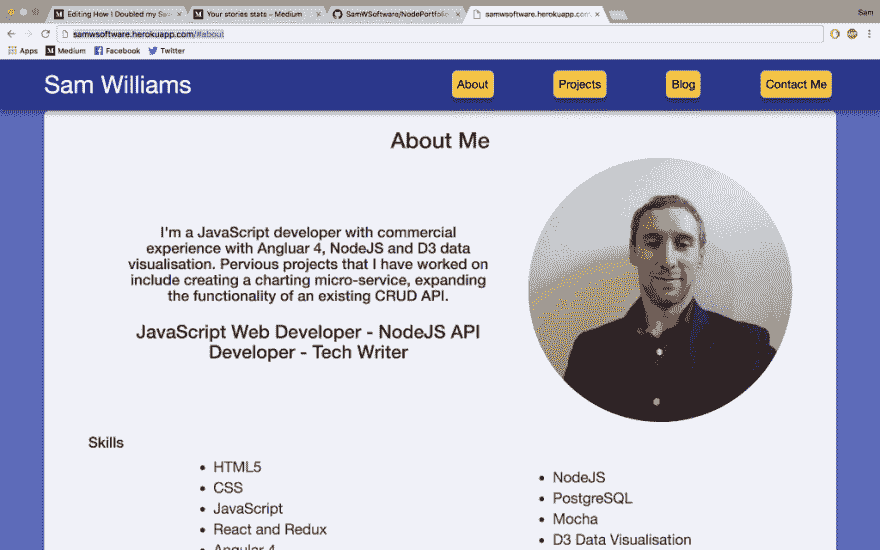 Editing How I Doubled my Sa
Your stories stats – Medium
SamWSoftware/NodePortfolio
samwsoftware.herokuapp.com
Sam
samwsoftware.herokuapp.com/#about
Apps Medium Facebook Twitter
Sam Williams
About Projects Blog Contact Me
About Me
I'm a JavaScript developer with commercial
experience with Angluar 4, NodeJS and D3 data
visualisation. Pervious projects that I have worked on
include creating a charting micro-service, expanding
the functionality of an existing CRUD API.
JavaScript Web Developer - NodeJS API
Developer - Tech Writer
Skills
HTML5
CSS
JavaScript
React and Redux
Angular 4
NodeJS
PostgreSQL
Mocha
D3 Data Visualisation